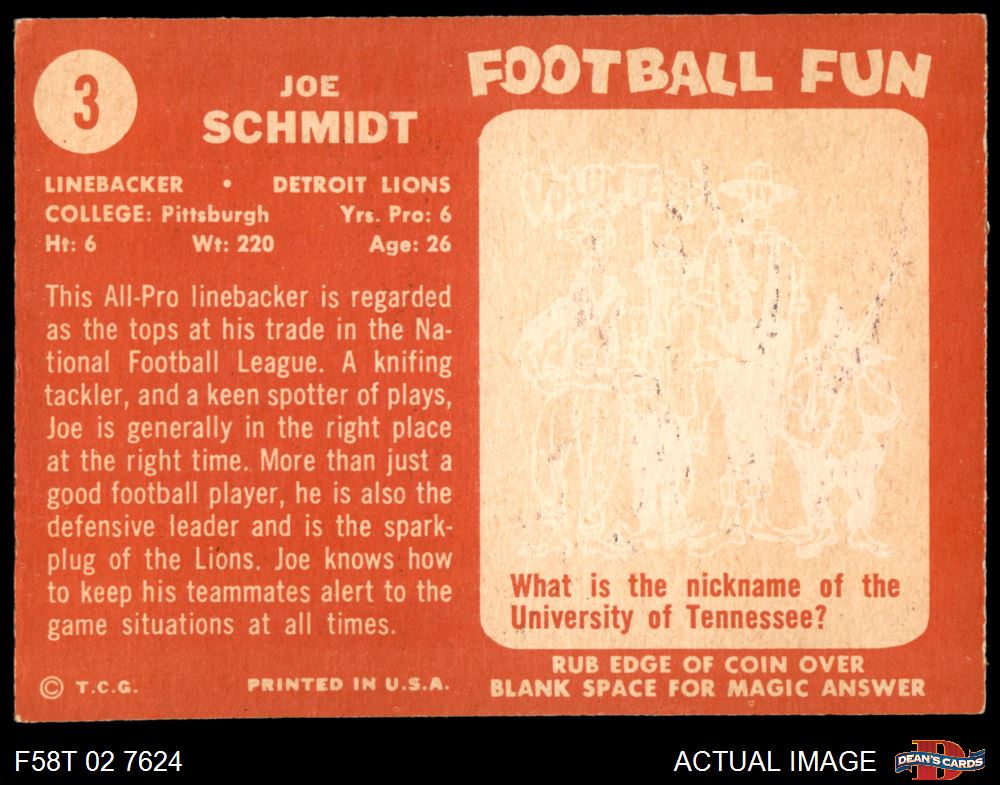 3
JOE
SCHMIDT
LINEBACKER • DETROIT LIONS
COLLEGE: Pittsburgh Yrs. Pro: 6
Ht: 6 Wt: 220 Age: 26
This All-Pro linebacker is regarded
as the tops at his trade in the Na-
tional Football League. A knifing
tackler, and a keen spotter of plays,
Joe is generally in the right place
at the right time. More than just a
good football player, he is also the
defensive leader and is the spark-
plug of the Lions. Joe knows how
to keep his teammates alert to the
game situations at all times.
© T.C.G. PRINTED IN U.S.A.
FOOTBALL FUN
What is the nickname of the
University of Tennessee?
RUB EDGE OF COIN OVER
BLANK SPACE FOR MAGIC ANSWER
F58T 02 7624
ACTUAL IMAGE
D
DEAN'S CARDS